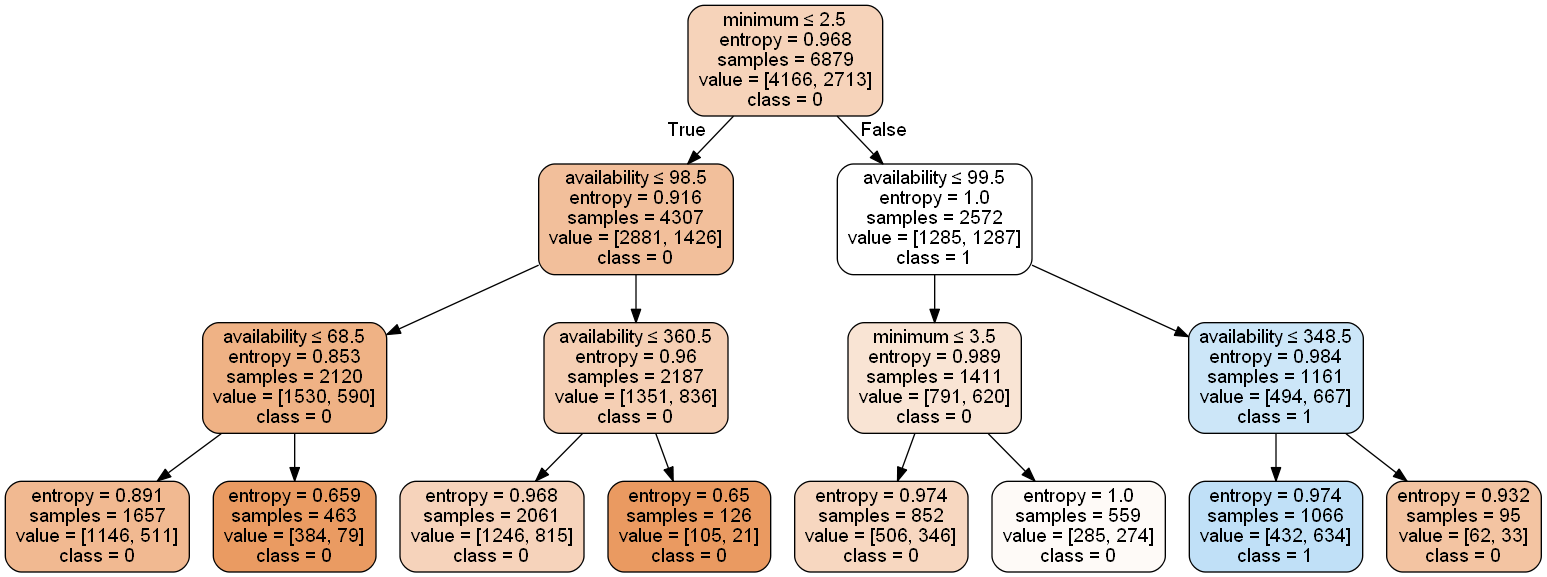 minimum ≤ 2.5
entropy = 0.968
samples = 6879
value = [4166, 2713]
class = 0
True
False
availability ≤ 98.5
entropy = 0.916
samples = 4307
value = [2881, 1426]
class = 0
availability ≤ 99.5
entropy = 1.0
samples = 2572
value = [1285, 1287]
class = 1
availability ≤ 68.5
entropy = 0.853
samples = 2120
value = [1530, 590]
class = 0
availability ≤ 360.5
entropy = 0.96
samples = 2187
value = [1351, 836]
class = 0
minimum ≤ 3.5
entropy = 0.989
samples = 1411
value = [791, 620]
class = 0
availability ≤ 348.5
entropy = 0.984
samples = 1161
value = [494, 667]
class = 1
entropy = 0.891
samples = 1657
value = [1146, 511]
class = 0
entropy = 0.659
samples = 463
value = [384, 79]
class = 0
entropy = 0.968
samples = 2061
value = [1246, 815]
class = 0
entropy = 0.65
samples = 126
value = [105, 21]
class = 0
entropy = 0.974
samples = 852
value = [506, 346]
class = 0
entropy = 1.0
samples = 559
value = [285, 274]
class = 0
entropy = 0.974
samples = 1066
value = [432, 634]
class = 1
entropy = 0.932
samples = 95
value = [62, 33]
class = 0